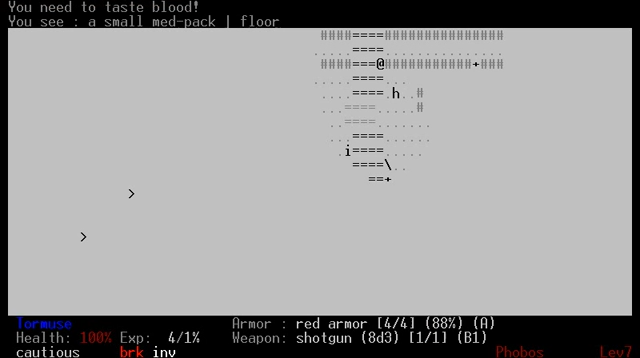 You need to taste blood!
You see : a small med-pack | floor
####====###############
.....====...............
####===@###########+###
.....====...
....====.h..#
...====.....#
..====.......
...====......
.i====.....
====\..
==+
>
>
Tormuse Armor : red armor [4/4] (88%) (A)
Health: 100% Exp: 4/1% Weapon: shotgun (8d3) [1/1] (B1)
cautious brk inv Phobos Lev7